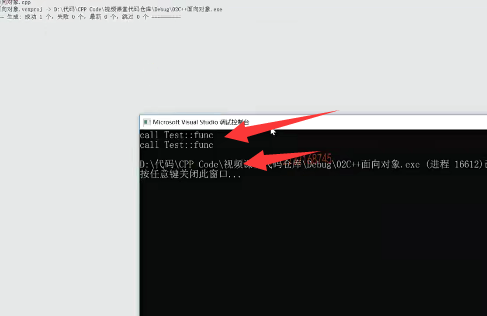 向对象.cpp
向对象.vcxproj -> D:\代码\CPP Code\视频课堂代码仓库\Debug\02C++面向对象.exe
生成: 成功 1 个，失败 0 个，最新 0 个，跳过 0 个
Microsoft Visual Studio 调试控制台
call Test::func
call Test::func
D:\代码\CPP Code\视频课 代码仓库\Debug\02C++面向对象.exe (进程 16612)
按任意键关闭此窗口...